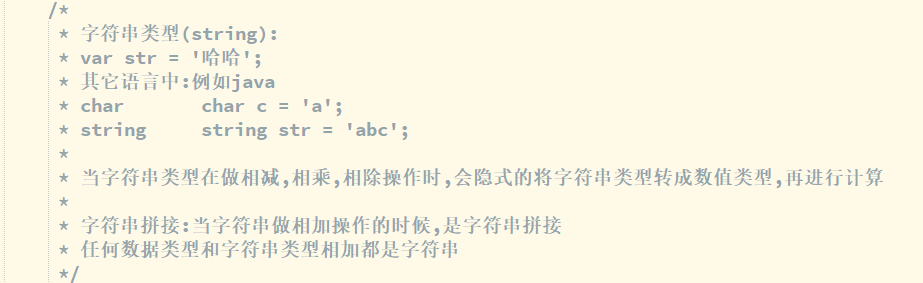 /*
* 字符串类型(string):
* var str = '哈哈';
* 其它语言中:例如java
* char       char c = 'a';
* string     string str = 'abc';
*
* 当字符串类型在做相减,相乘,相除操作时,会隐式的将字符串类型转成数值类型,再进行计算
*
* 字符串拼接:当字符串做相加操作的时候,是字符串拼接
* 任何数据类型和字符串类型相加都是字符串
*/